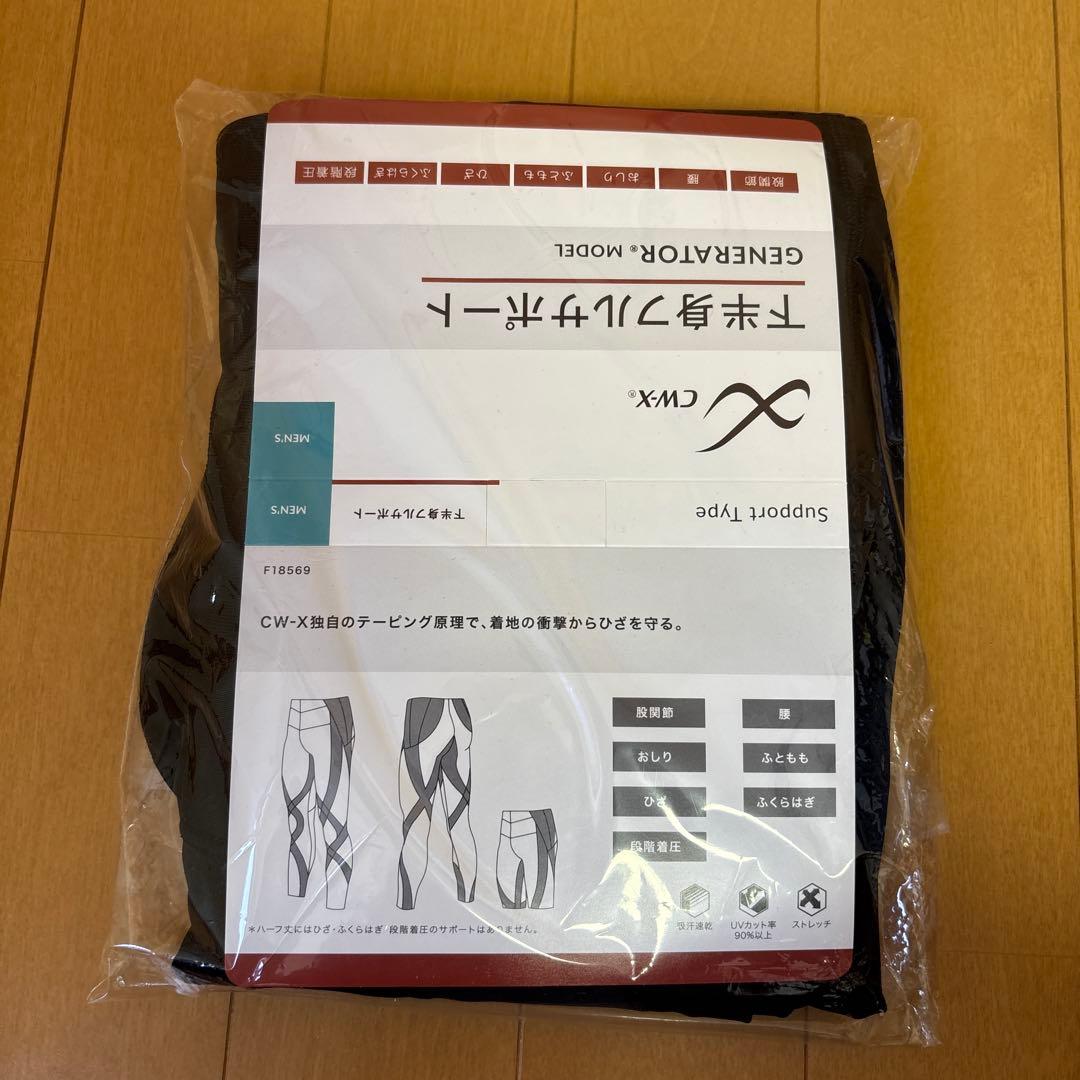 股関節 腰 おしり ふともも ひざ ふくらはぎ 段階着圧
GENERATOR® MODEL
下半身フルサポート
CW-X®
MEN'S
Support Type 下半身フルサポート MEN'S
F18569
CW-X独自のテーピング原理で、着地の衝撃からひざを守る。
股関節 腰
おしり ふともも
ひざ ふくらはぎ
段階着圧
吸汗速乾 UVカット率 ストレッチ
90%以上
＊ハーフ丈にはひざ・ふくらはぎ・段階着圧のサポートはありません。